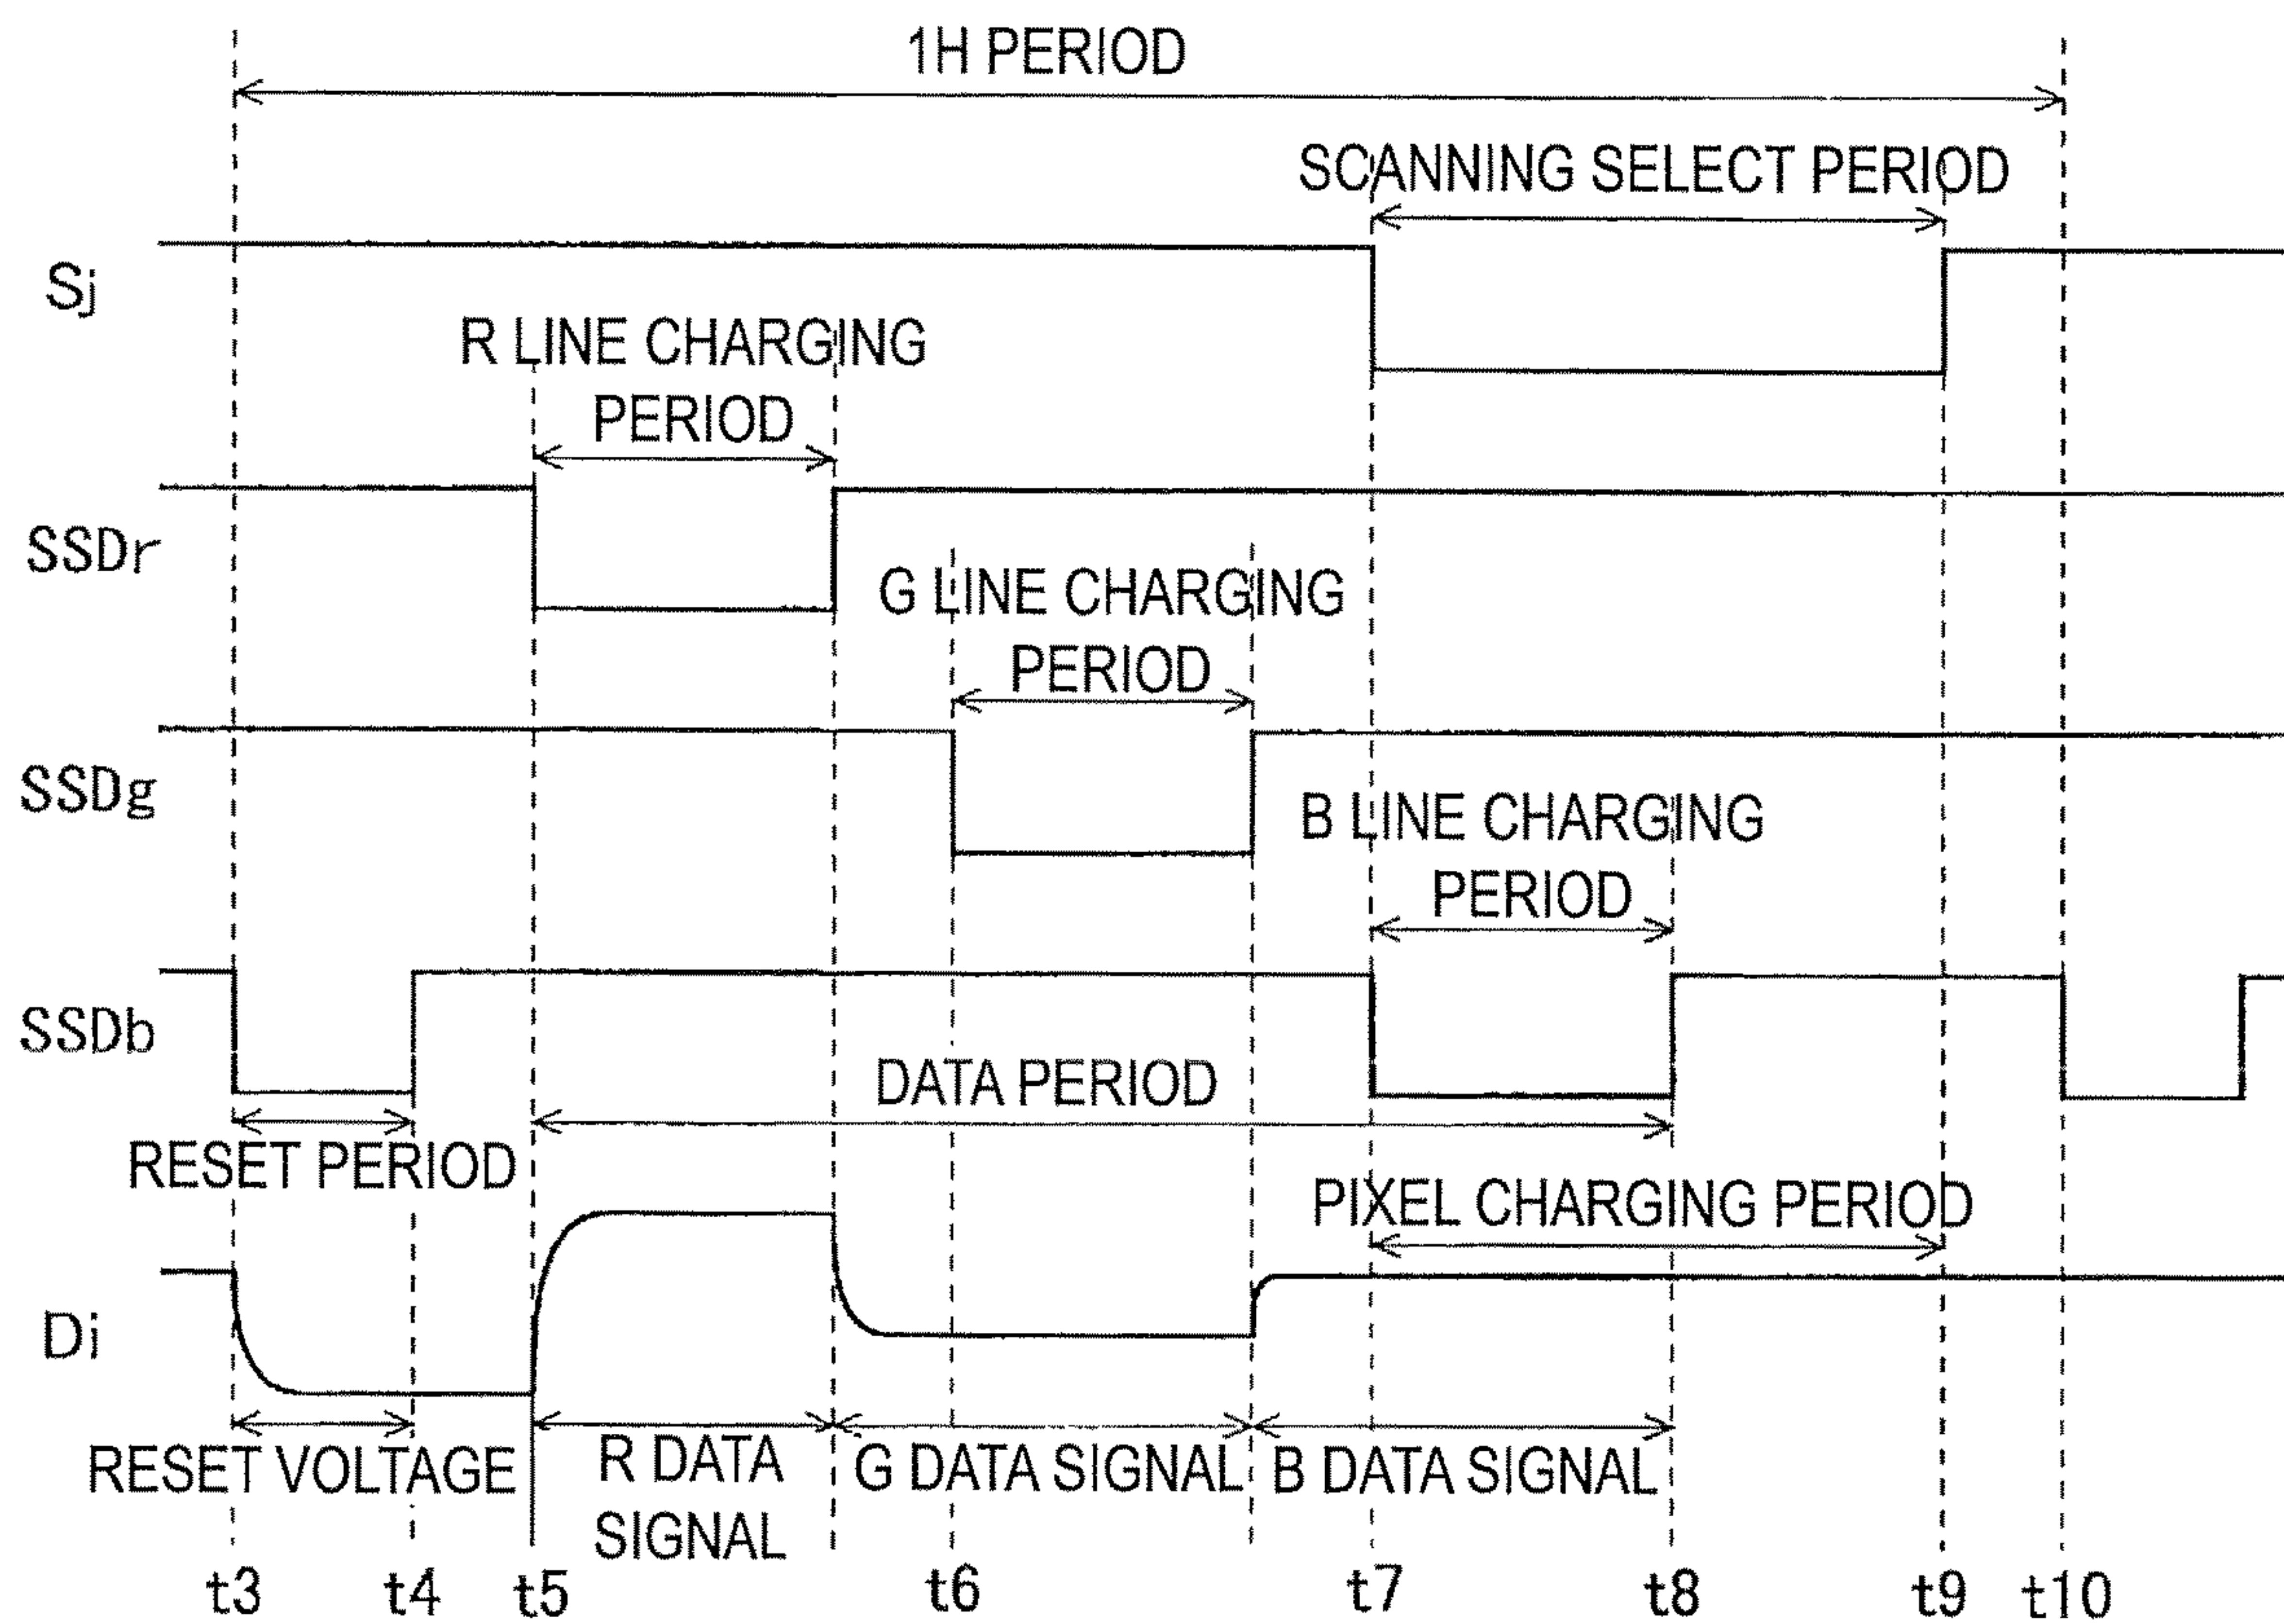 1H PERIOD
SCANNING SELECT PERIOD
Sj
R LINE CHARGING
PERIOD
SSDr
G LINE CHARGING
PERIOD
SSDg
B LINE CHARGING
PERIOD
SSDb
DATA PERIOD
RESET PERIOD
PIXEL CHARGING PERIOD
Di
RESET VOLTAGE
R DATA
SIGNAL
G DATA SIGNAL
B DATA SIGNAL
t3 t4 t5 t6 t7 t8 t9 t10